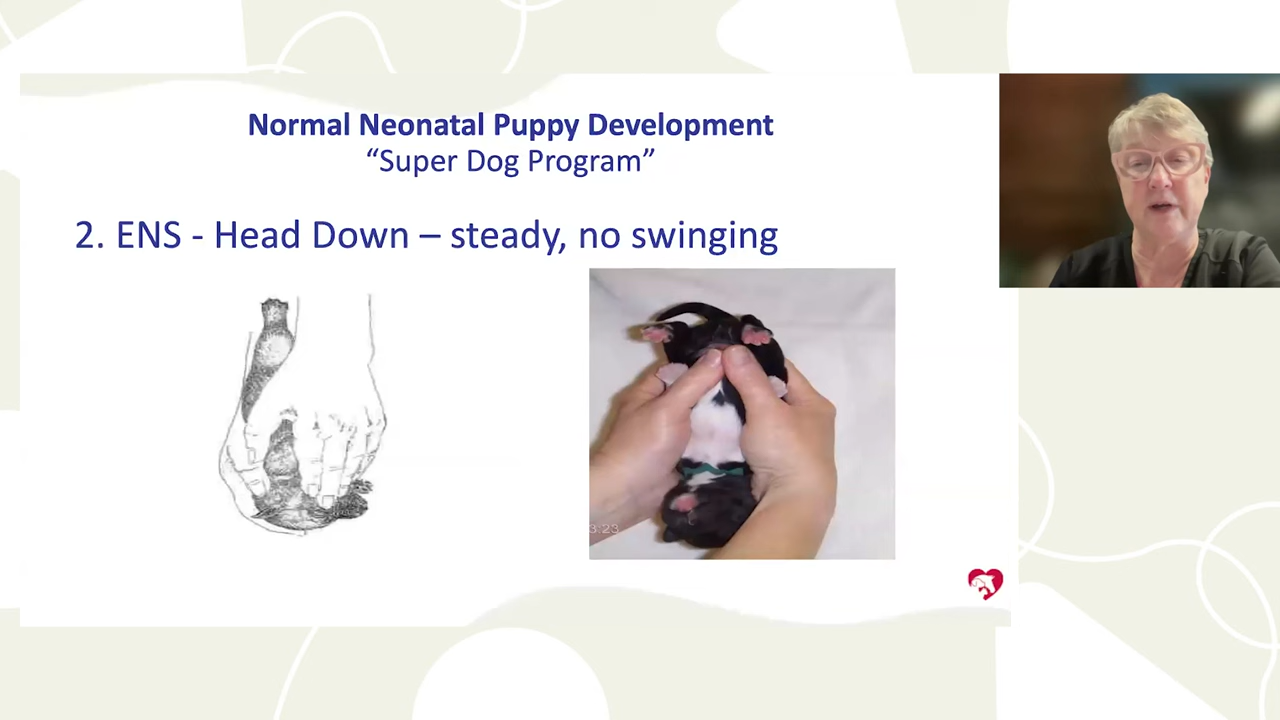 Normal Neonatal Puppy Development
“Super Dog Program”
2. ENS - Head Down – steady, no swinging
3:23